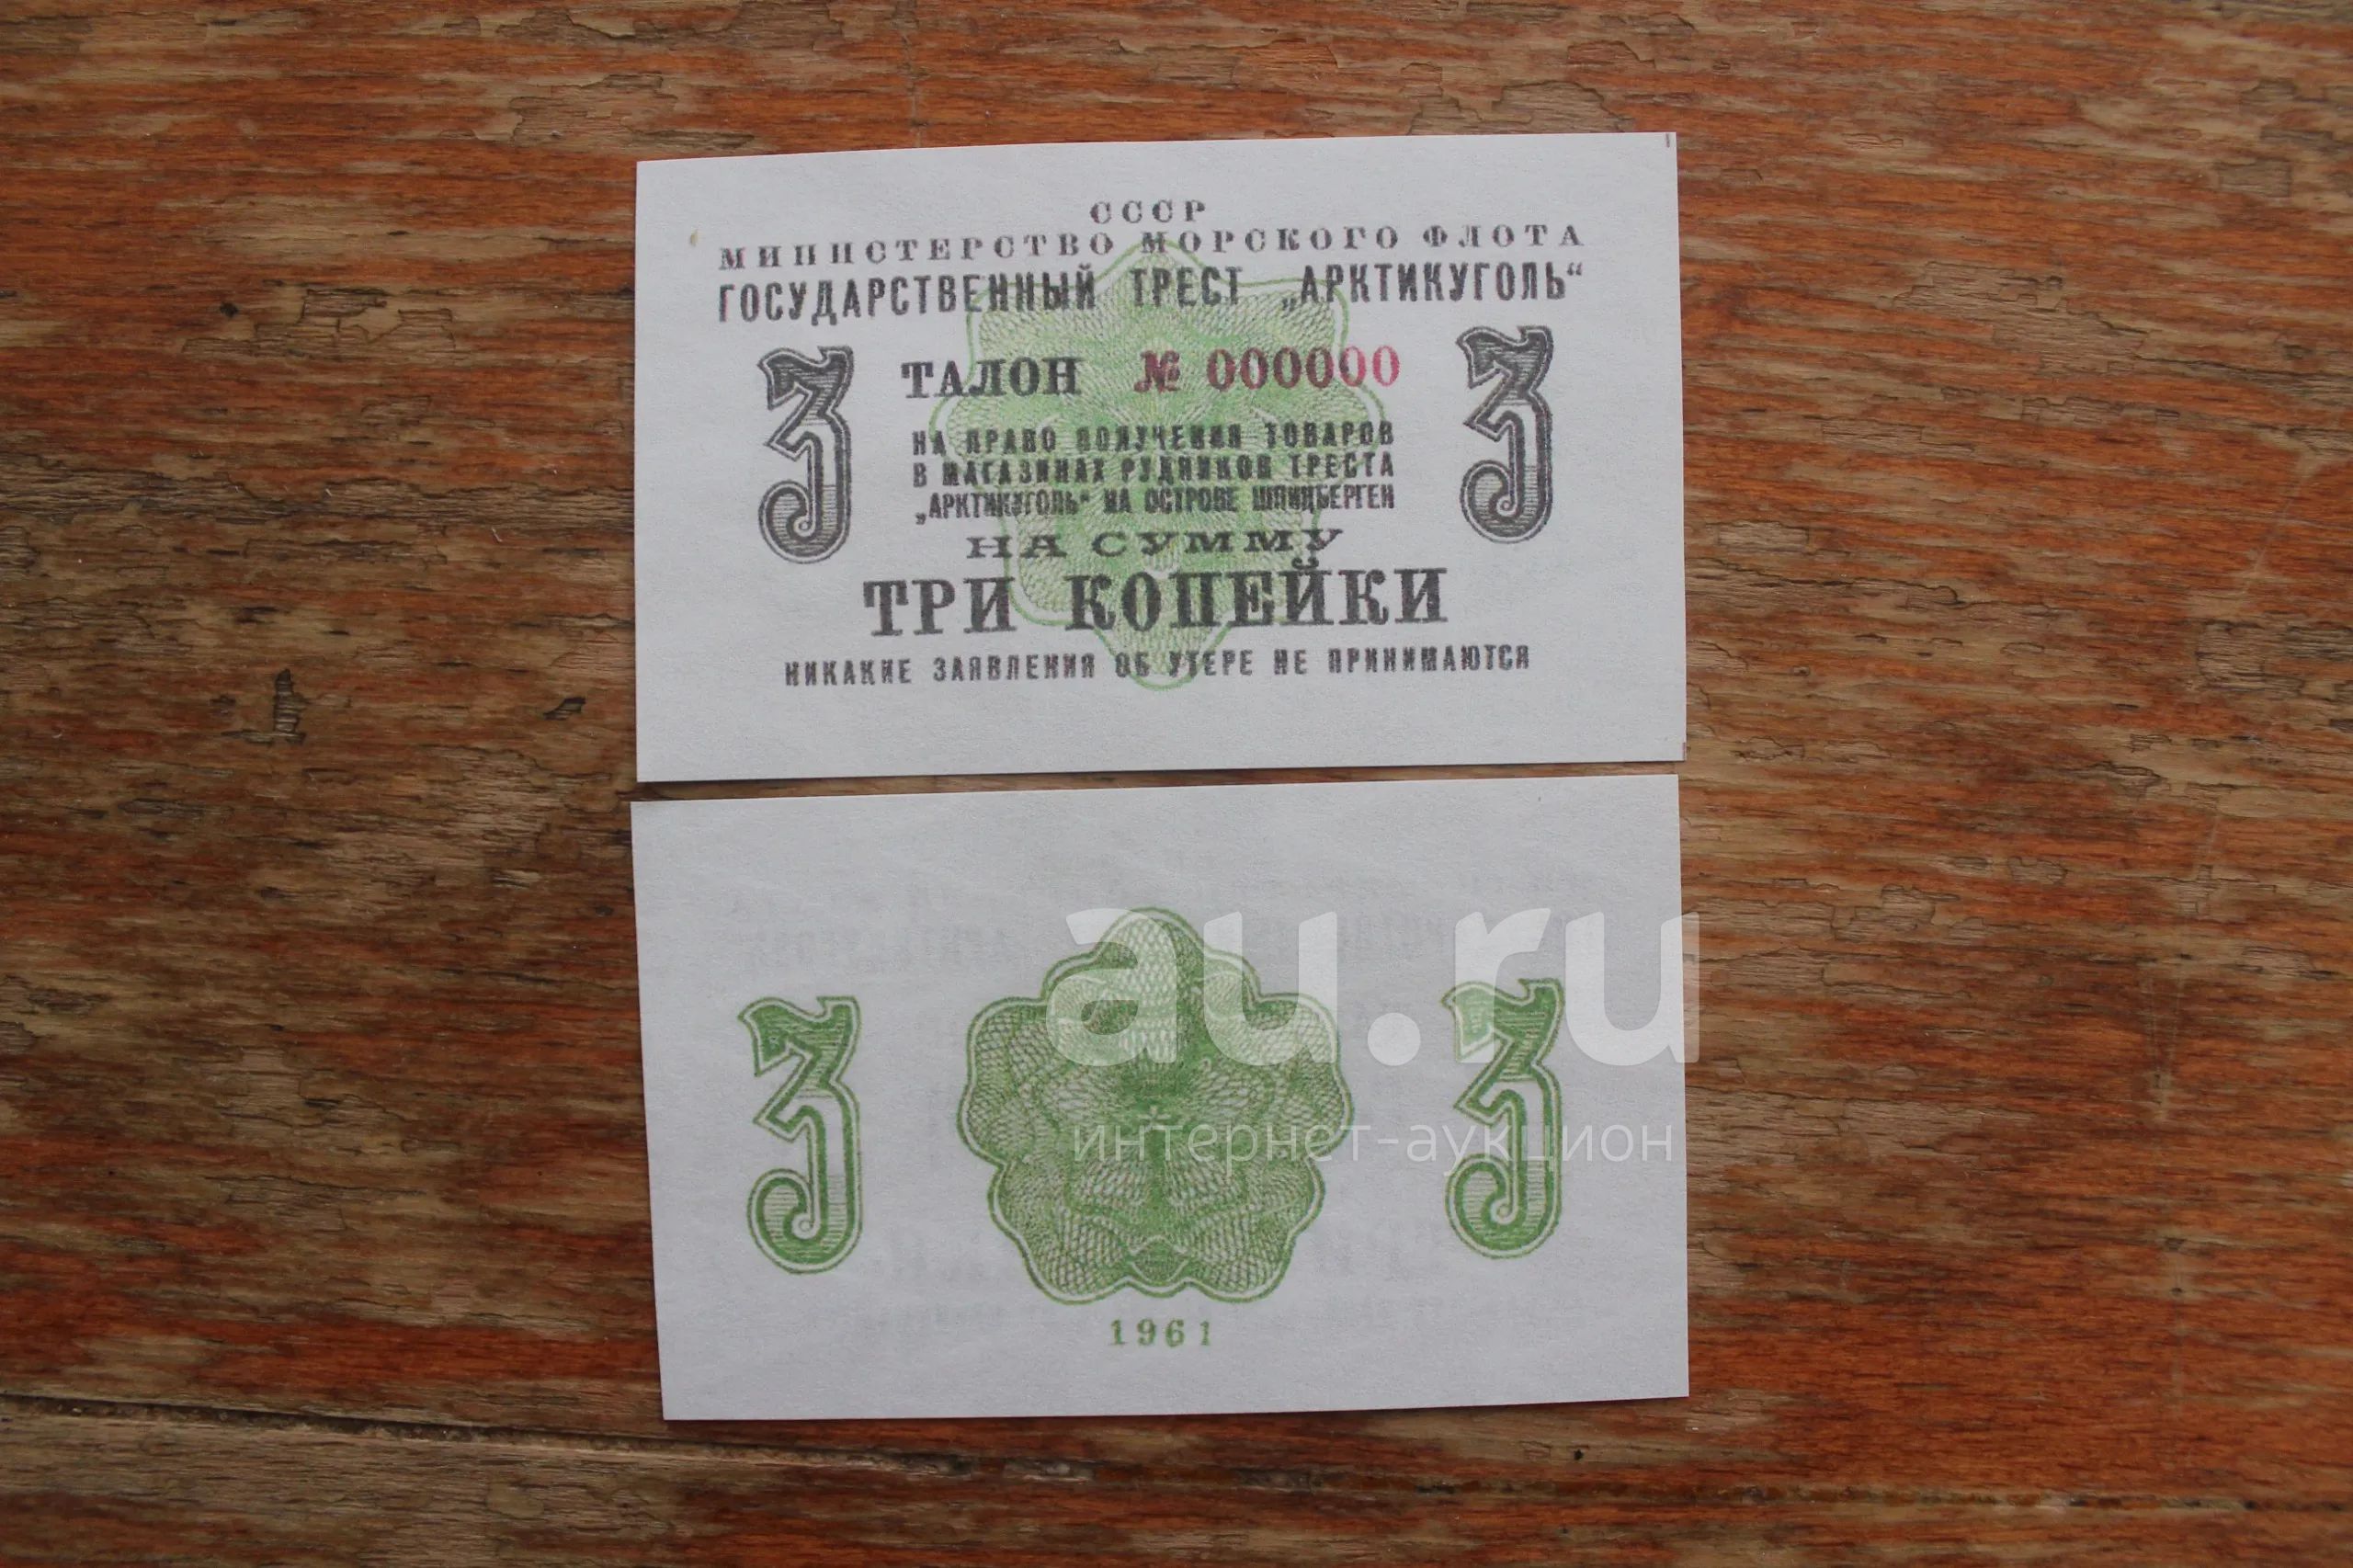 СССР
МИНИСТЕРСТВО МОРСКОГО ФЛОТА
ГОСУДАРСТВЕННЫЙ ТРЕСТ „АРКТИКУГОЛЬ“
3 ТАЛОН № 000000 3
НА ПРАВО ПОЛУЧЕНИЯ ТОВАРОВ
В МАГАЗИНАХ РУДНИКОВ ТРЕСТА
„АРКТИКУГОЛЬ“ НА ОСТРОВЕ ШПИЦБЕРГЕН
НА СУММУ
ТРИ КОПЕЙКИ
НИКАКИЕ ЗАЯВЛЕНИЯ ОБ УТЕРЕ НЕ ПРИНИМАЮТСЯ
au.ru
3 3
интернет-аукцион
1961